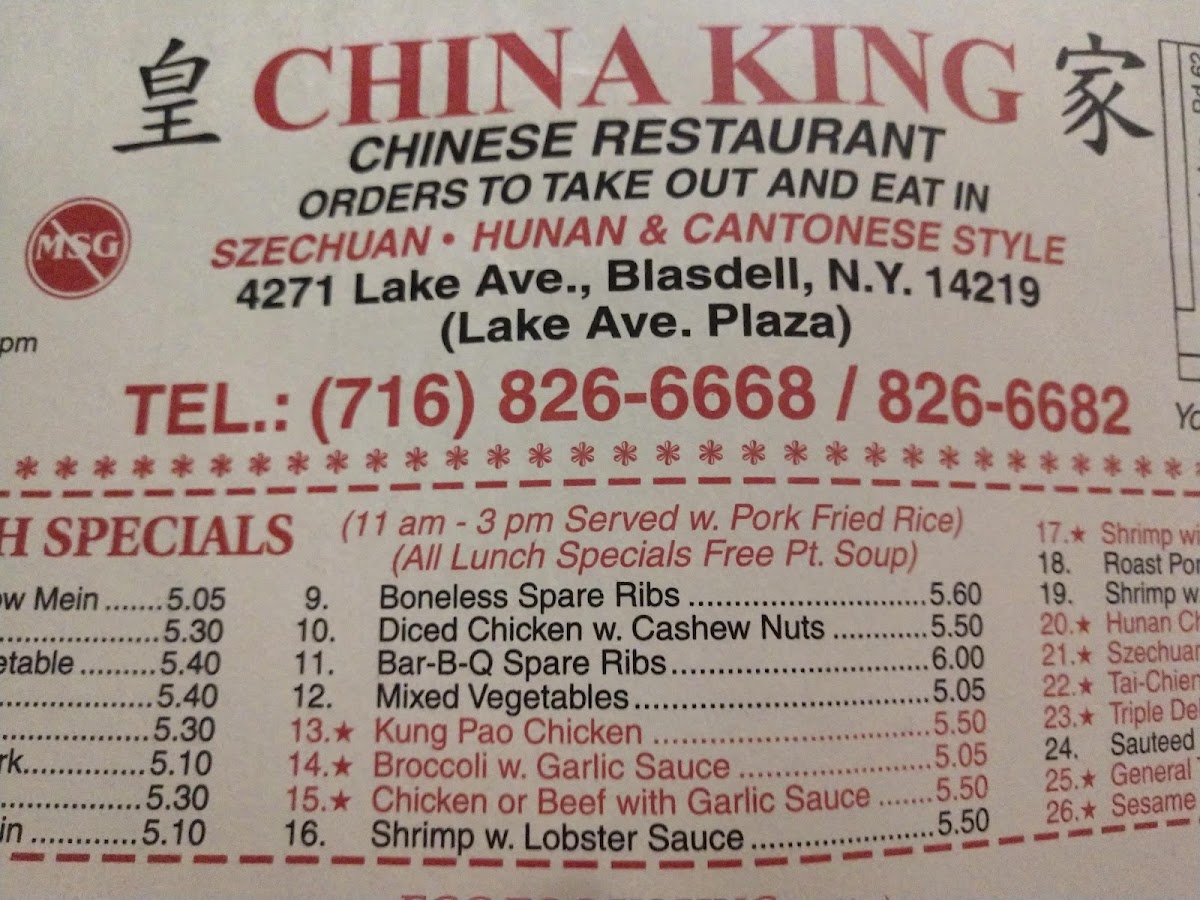 皇 CHINA KING 家
CHINESE RESTAURANT
ORDERS TO TAKE OUT AND EAT IN
SZECHUAN • HUNAN & CANTONESE STYLE
MSG
4271 Lake Ave., Blasdell, N.Y. 14219
(Lake Ave. Plaza)
pm
TEL.: (716) 826-6668 / 826-6682
H SPECIALS (11 am - 3 pm Served w. Pork Fried Rice)
(All Lunch Specials Free Pt. Soup)
ow Mein .......5.05
5.30
etable .........5.40
5.40
5.30
rk..............5.10
5.30
in ............5.10
9. Boneless Spare Ribs ............................5.60
10. Diced Chicken w. Cashew Nuts ...........5.50
11. Bar-B-Q Spare Ribs..............................6.00
12. Mixed Vegetables..................................5.05
13.★ Kung Pao Chicken ................................5.50
14.★ Broccoli w. Garlic Sauce ......................5.05
15.★ Chicken or Beef with Garlic Sauce .......5.50
16. Shrimp w. Lobster Sauce......................5.50
17.★ Shrimp wi
18. Roast Por
19. Shrimp w.
20.★ Hunan Ch
21.★ Szechuan
22.★ Tai-Chien
23.★ Triple Del
24. Sauteed
25.★ General T
26.★ Sesame